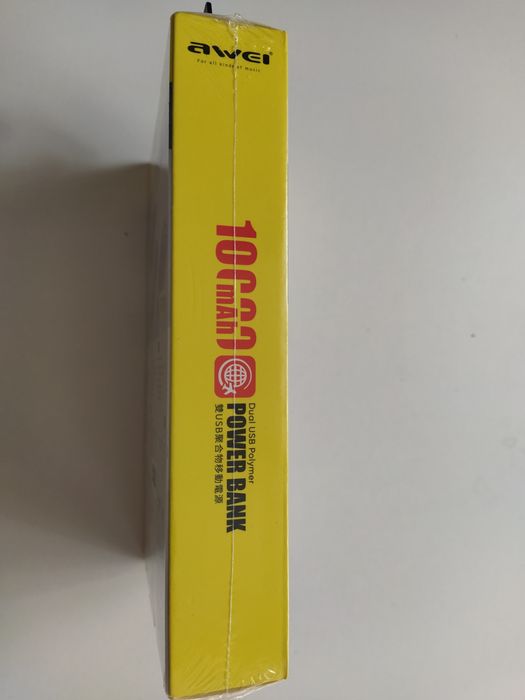 awei
For all kinds of music
10000
mAh
Dual USB Polymer
POWER BANK
雙USB聚合物移動電源